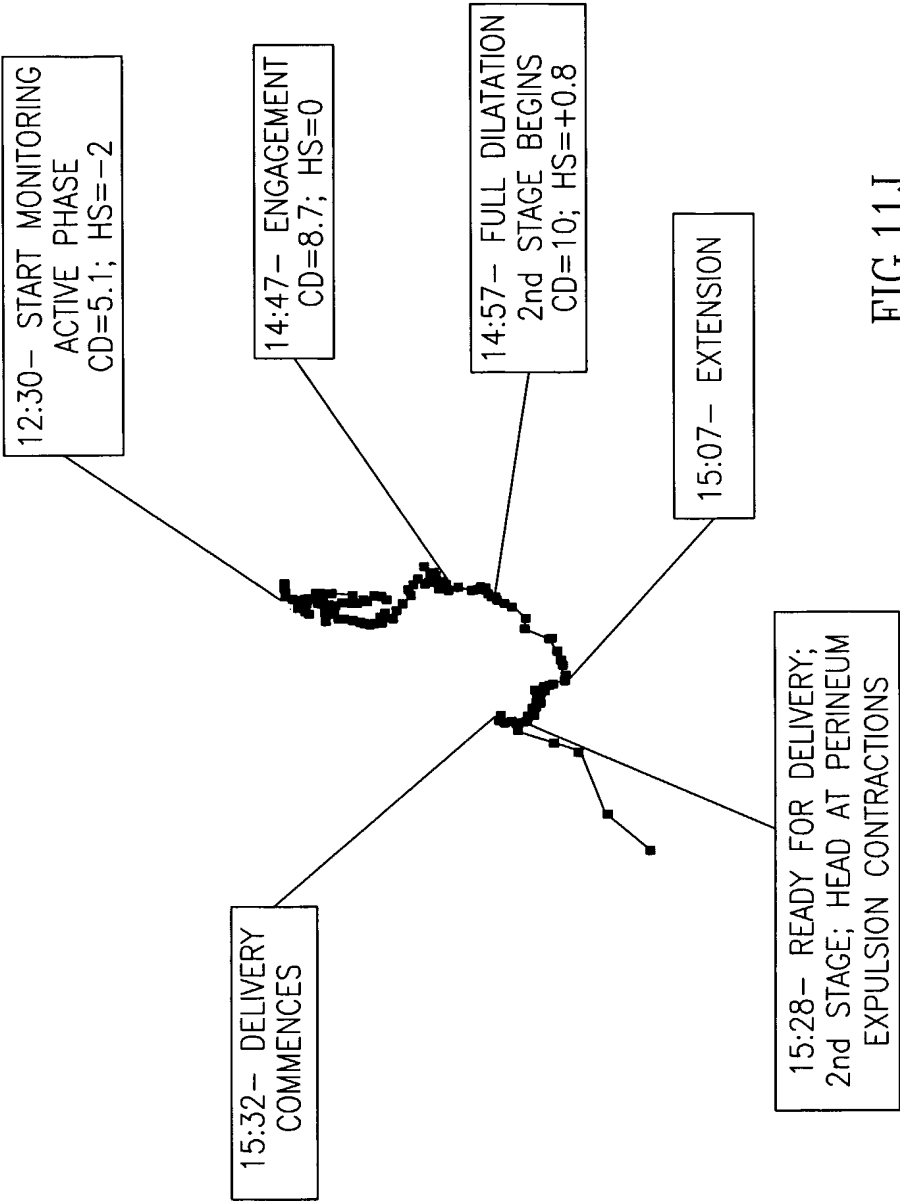 12:30– START MONITORING
ACTIVE PHASE
CD=5.1; HS=–2
14:47– ENGAGEMENT
CD=8.7; HS=0
14:57– FULL DILATATION
2nd STAGE BEGINS
CD=10; HS=+0.8
15:07– EXTENSION
15:28– READY FOR DELIVERY;
2nd STAGE; HEAD AT PERINEUM
EXPULSION CONTRACTIONS
15:32– DELIVERY
COMMENCES
FIG